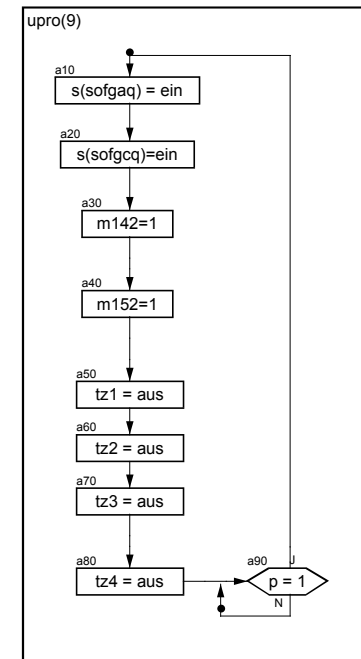 upro(9)
a10
s(sofgaq) = ein
a20
s(sofgcq)=ein
a30
m142=1
a40
m152=1
a50
tz1 = aus
a60
tz2 = aus
a70
tz3 = aus
a80
tz4 = aus
a90
J
p = 1
N